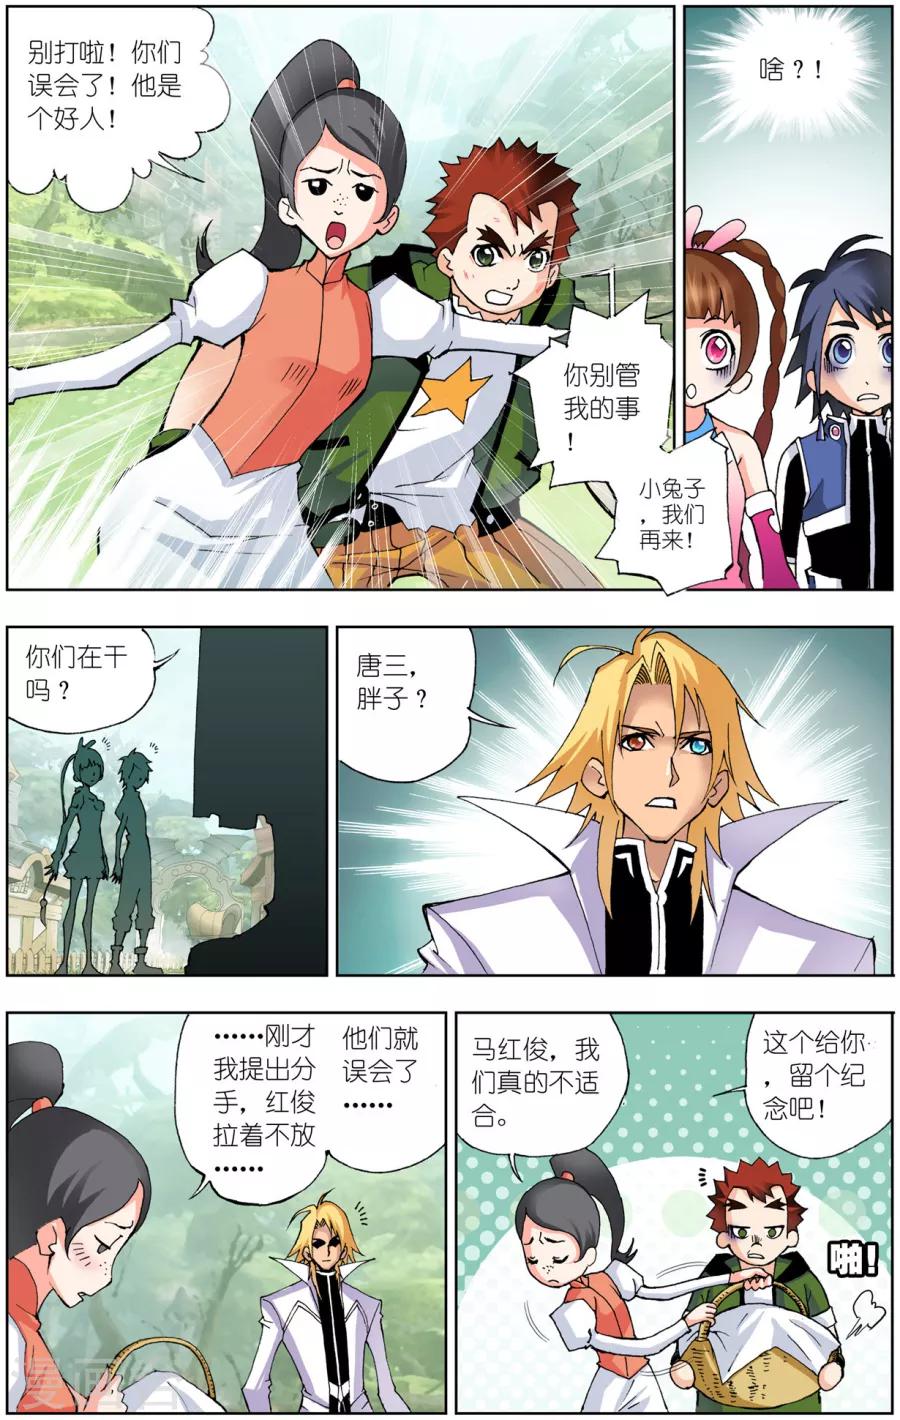 别打啦！你们
误会了！他是
个好人！
啥？！
你别管
我的事
！
小兔子
，我们
再来！
你们在干
吗？
唐三，
胖子？
……刚才
我提出分
手，红俊
拉着不放
……
他们就
误会了
……
马红俊，我
们真的不适
合。
这个给你
，留个纪
念吧！
啪！